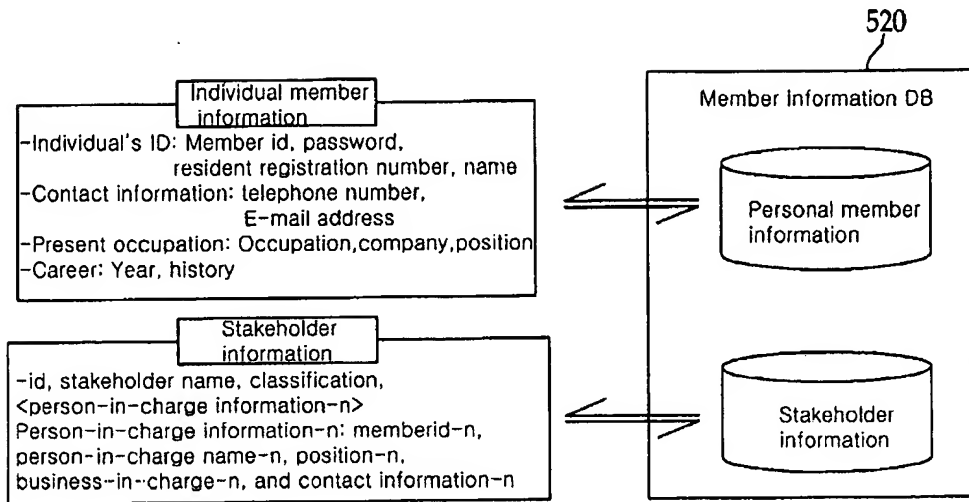 520
Individual member
information
-Individual's ID: Member id, password,
resident registration number, name
-Contact information: telephone number,
E-mail address
-Present occupation: Occupation,company,position
-Career: Year, history
Stakeholder
information
-id, stakeholder name, classification,
<person-in-charge information-n>
Person-in-charge information-n: memberid-n,
person-in-charge name-n, position-n,
business-in-charge-n, and contact information-n
Member Information DB
Personal member
information
Stakeholder
information